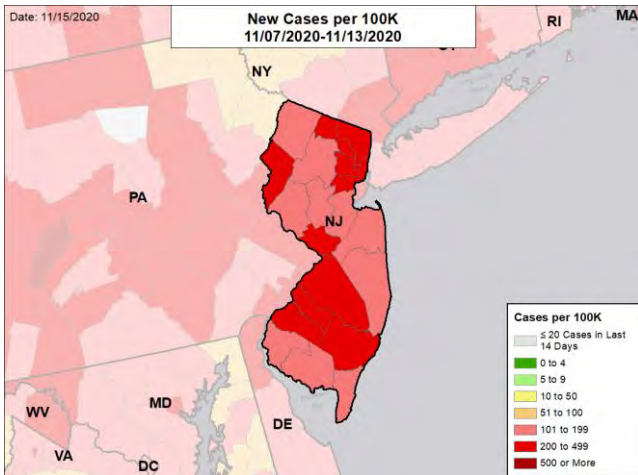 Date: 11/15/2020
New Cases per 100K
11/07/2020-11/13/2020
RI
MA
NY
PA
NJ
WV
MD
DE
VA
DC
Cases per 100K
≤ 20 Cases in Last
14 Days
0 to 4
5 to 9
10 to 50
51 to 100
101 to 199
200 to 499
500 or More